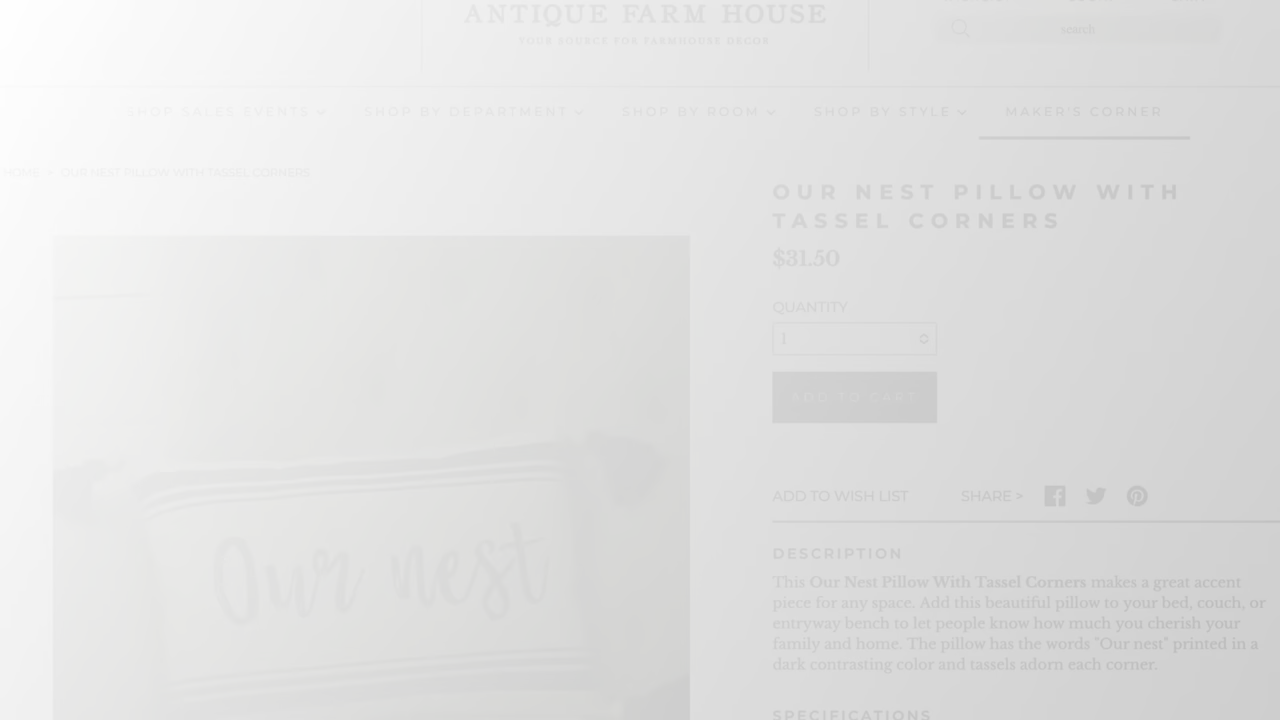 ANTIQUE FARM HOUSE
YOUR SOURCE FOR FARMHOUSE DECOR
search
SHOP SALES EVENTS
SHOP BY DEPARTMENT
SHOP BY ROOM
SHOP BY STYLE
MAKER'S CORNER
HOME > OUR NEST PILLOW WITH TASSEL CORNERS
OUR NEST PILLOW WITH
TASSEL CORNERS
$31.50
QUANTITY
1
ADD TO CART
ADD TO WISH LIST
SHARE >
Our nest
DESCRIPTION
This Our Nest Pillow With Tassel Corners makes a great accent
piece for any space. Add this beautiful pillow to your bed, couch, or
entryway bench to let people know how much you cherish your
family and home. The pillow has the words "Our nest" printed in a
dark contrasting color and tassels adorn each corner.
SPECIFICATIONS